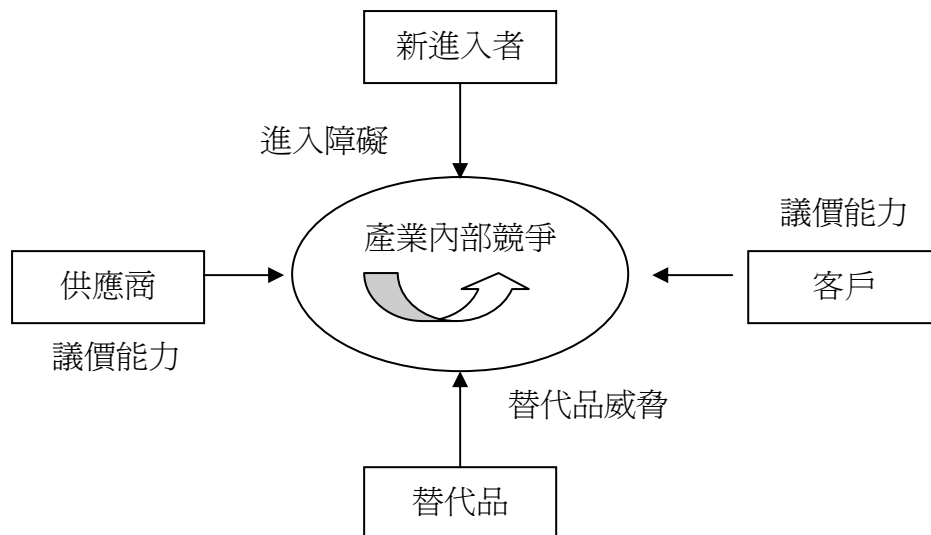 新進入者
進入障礙
產業內部競爭
議價能力
供應商
客戶
議價能力
替代品威脅
替代品